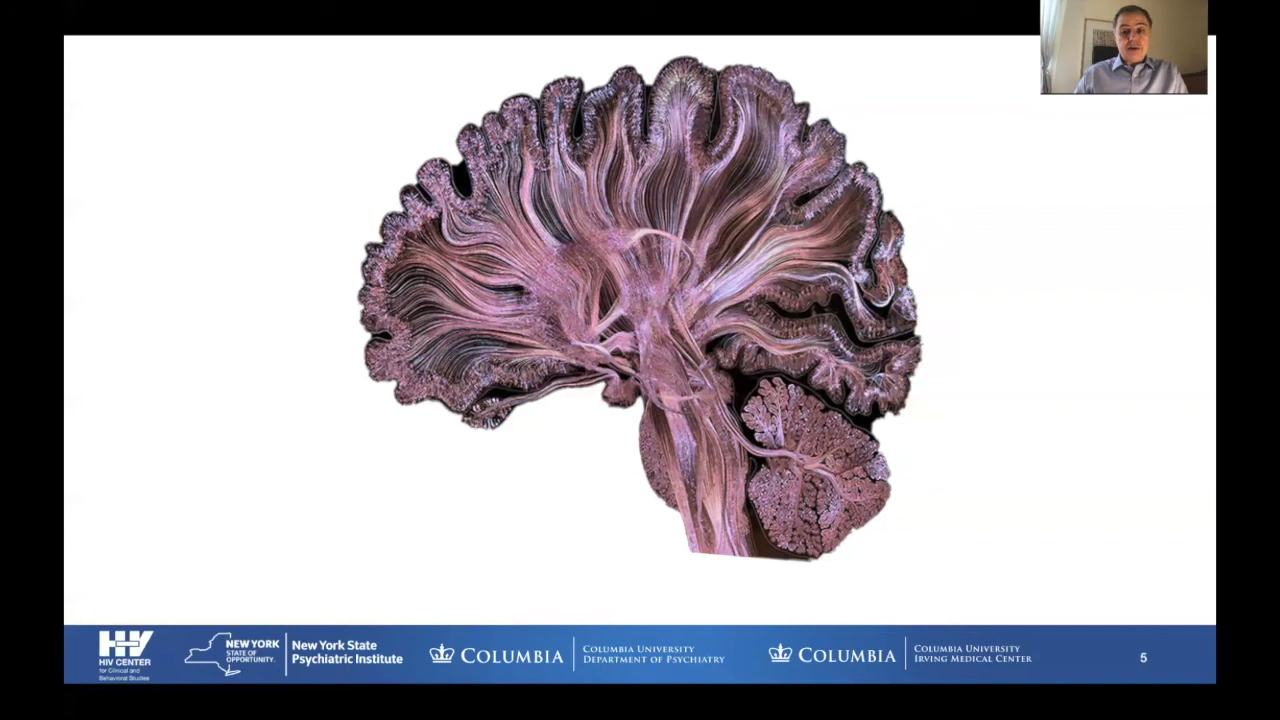 HIV CENTER
for Clinical and
Behavioral Studies
NEW YORK
STATE OF
OPPORTUNITY.
New York State
Psychiatric Institute
COLUMBIA
COLUMBIA UNIVERSITY
DEPARTMENT OF PSYCHIATRY
COLUMBIA
COLUMBIA UNIVERSITY
IRVING MEDICAL CENTER
5